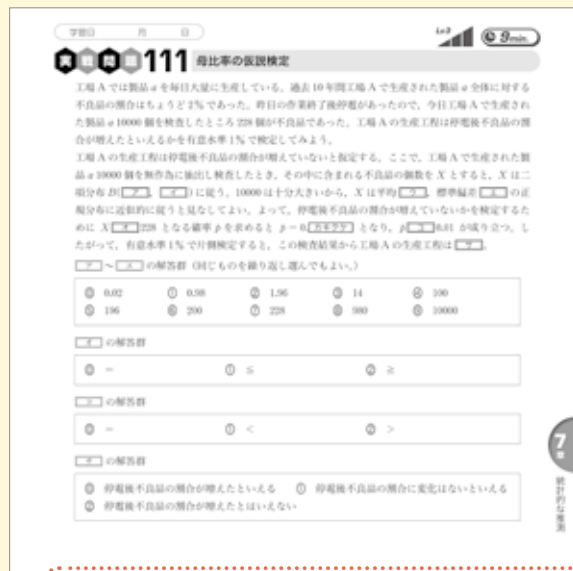 学習日 月 日
Lv.2 9min.
実戦問題111 母比率の仮説検定
工場Aでは製品aを毎日大量に生産している。過去10年間工場Aで生産された製品a全体に対する
不良品の割合はちょうど2%であった。昨日の作業終了後停電があったので、今日工場Aで生産され
た製品a 10000個を検査したところ228個が不良品であった。工場Aの生産工程は停電後不良品の割
合が増えたといえるかを有意水準1%で検定してみよう。
工場Aの生産工程は停電後不良品の割合が増えていないと仮定する。ここで、工場Aで生産された製
品a 10000個を無作為に抽出し検査したとき、その中に含まれる不良品の個数をXとすると、Xは二
項分布B(ア, イ)に従う。10000は十分大きいから、Xは平均ウ、標準偏差エの正
規分布に近似的に従うと見なしてよい。よって、停電後不良品の割合が増えていないかを検定するた
めにXオ228となる確率pを求めるとp=0.カキクケとなり、pコ0.01が成り立つ。し
たがって、有意水準1%で片側検定すると、この検査結果から工場Aの生産工程はサ。
ア~エの解答群(同じものを繰り返し選んでもよい。)
⓪ 0.02 ① 0.98 ② 1.96 ③ 14 ④ 100
⑤ 196 ⑥ 200 ⑦ 228 ⑧ 980 ⑨ 10000
オの解答群
⓪ = ① ≦ ② ≧
コの解答群
⓪ = ① < ② >
サの解答群
⓪ 停電後不良品の割合が増えたといえる ① 停電後不良品の割合に変化はないといえる
② 停電後不良品の割合が増えたとはいえない
7章
統計的な推測